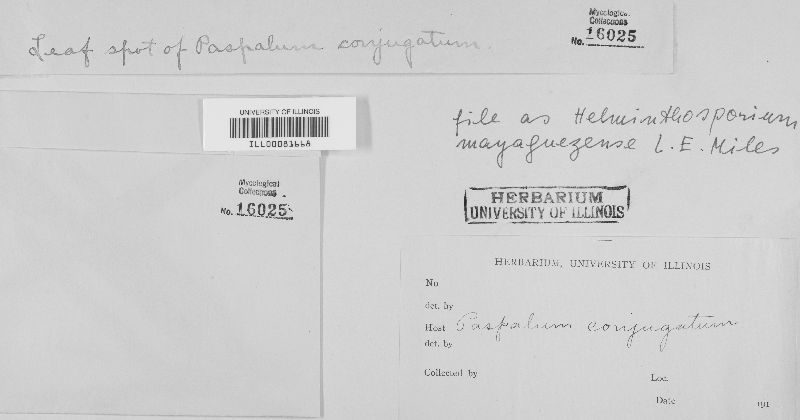 Leaf spot of Paspalum conjugatum.
Mycological
Collections
No. 16025
UNIVERSITY OF ILLINOIS
ILL00081668
file as Helminthosporium
mayaguezense L.E. Miles
Mycological
Collections
No. 16025
HERBARIUM
UNIVERSITY OF ILLINOIS
HERBARIUM, UNIVERSITY OF ILLINOIS
No
det. by
Host Paspalum conjugatum
det. by
Collected by
Loc.
Date 191